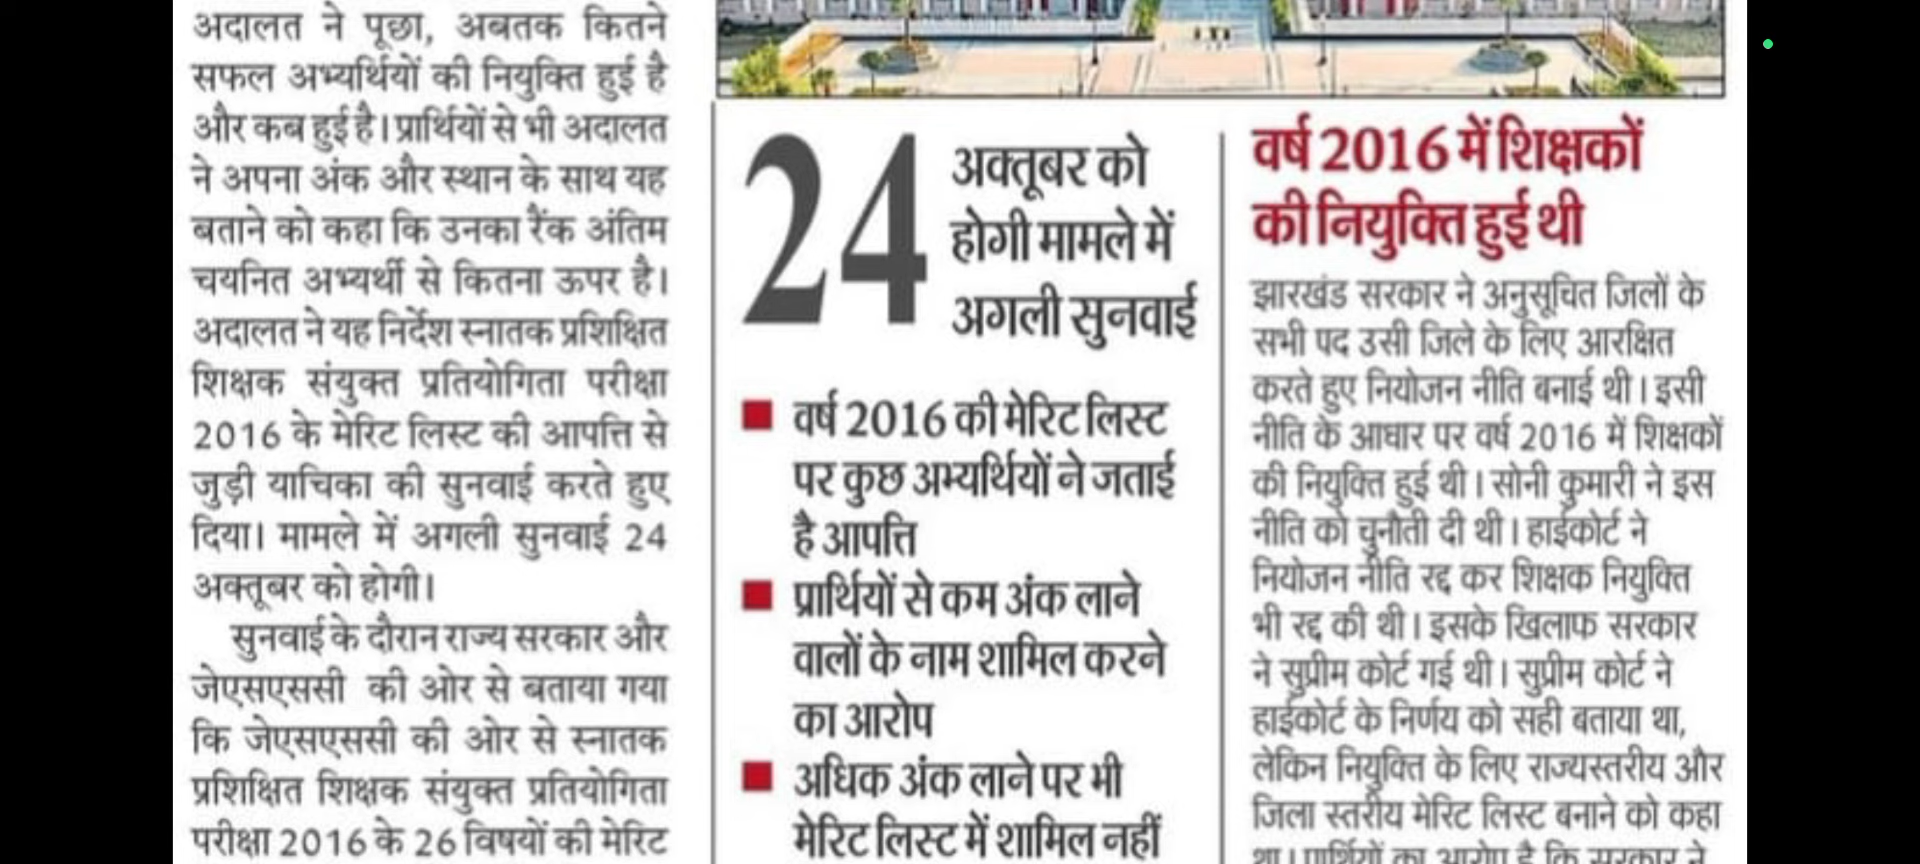 अदालत ने पूछा, अबतक कितने
सफल अभ्यर्थियों की नियुक्ति हुई है
और कब हुई है। प्रार्थियों से भी अदालत
ने अपना अंक और स्थान के साथ यह
बताने को कहा कि उनका रैंक अंतिम
चयनित अभ्यर्थी से कितना ऊपर है।
अदालत ने यह निर्देश स्नातक प्रशिक्षित
शिक्षक संयुक्त प्रतियोगिता परीक्षा
2016 के मेरिट लिस्ट की आपत्ति से
जुड़ी याचिका की सुनवाई करते हुए
दिया। मामले में अगली सुनवाई 24
अक्तूबर को होगी।
सुनवाई के दौरान राज्य सरकार और
जेएसएससी की ओर से बताया गया
कि जेएसएससी की ओर से स्नातक
प्रशिक्षित शिक्षक संयुक्त प्रतियोगिता
परीक्षा 2016 के 26 विषयों की मेरिट
24
अक्तूबर को
होगी मामले में
अगली सुनवाई
वर्ष 2016 की मेरिट लिस्ट
पर कुछ अभ्यर्थियों ने जताई
है आपत्ति
प्रार्थियों से कम अंक लाने
वालों के नाम शामिल करने
का आरोप
अधिक अंक लाने पर भी
मेरिट लिस्ट में शामिल नहीं
वर्ष 2016 में शिक्षकों
की नियुक्ति हुई थी
झारखंड सरकार ने अनुसूचित जिलों के
सभी पद उसी जिले के लिए आरक्षित
करते हुए नियोजन नीति बनाई थी। इसी
नीति के आधार पर वर्ष 2016 में शिक्षकों
की नियुक्ति हुई थी। सोनी कुमारी ने इस
नीति को चुनौती दी थी। हाईकोर्ट ने
नियोजन नीति रद्द कर शिक्षक नियुक्ति
भी रद्द की थी। इसके खिलाफ सरकार
ने सुप्रीम कोर्ट गई थी। सुप्रीम कोर्ट ने
हाईकोर्ट के निर्णय को सही बताया था,
लेकिन नियुक्ति के लिए राज्यस्तरीय और
जिला स्तरीय मेरिट लिस्ट बनाने को कहा
था। प्रार्थियों का आरोप है कि सरकार ने